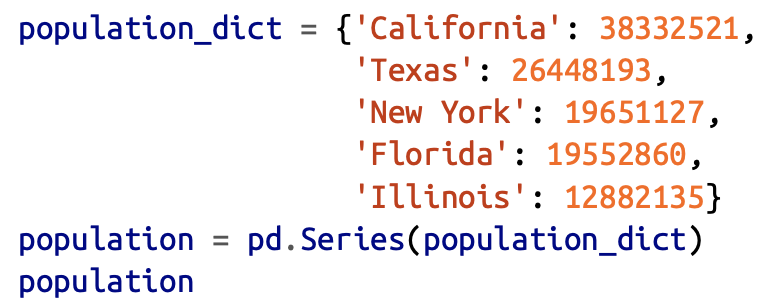 population_dict = {'California': 38332521,
                   'Texas': 26448193,
                   'New York': 19651127,
                   'Florida': 19552860,
                   'Illinois': 12882135}
population = pd.Series(population_dict)
population